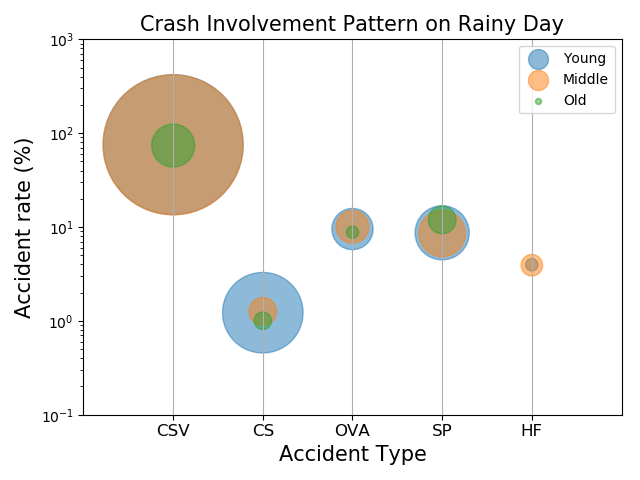 Crash Involvement Pattern on Rainy Day
Accident rate (%)
10³
10²
10¹
10⁰
10⁻¹
Young
Middle
Old
CSV CS OVA SP HF
Accident Type